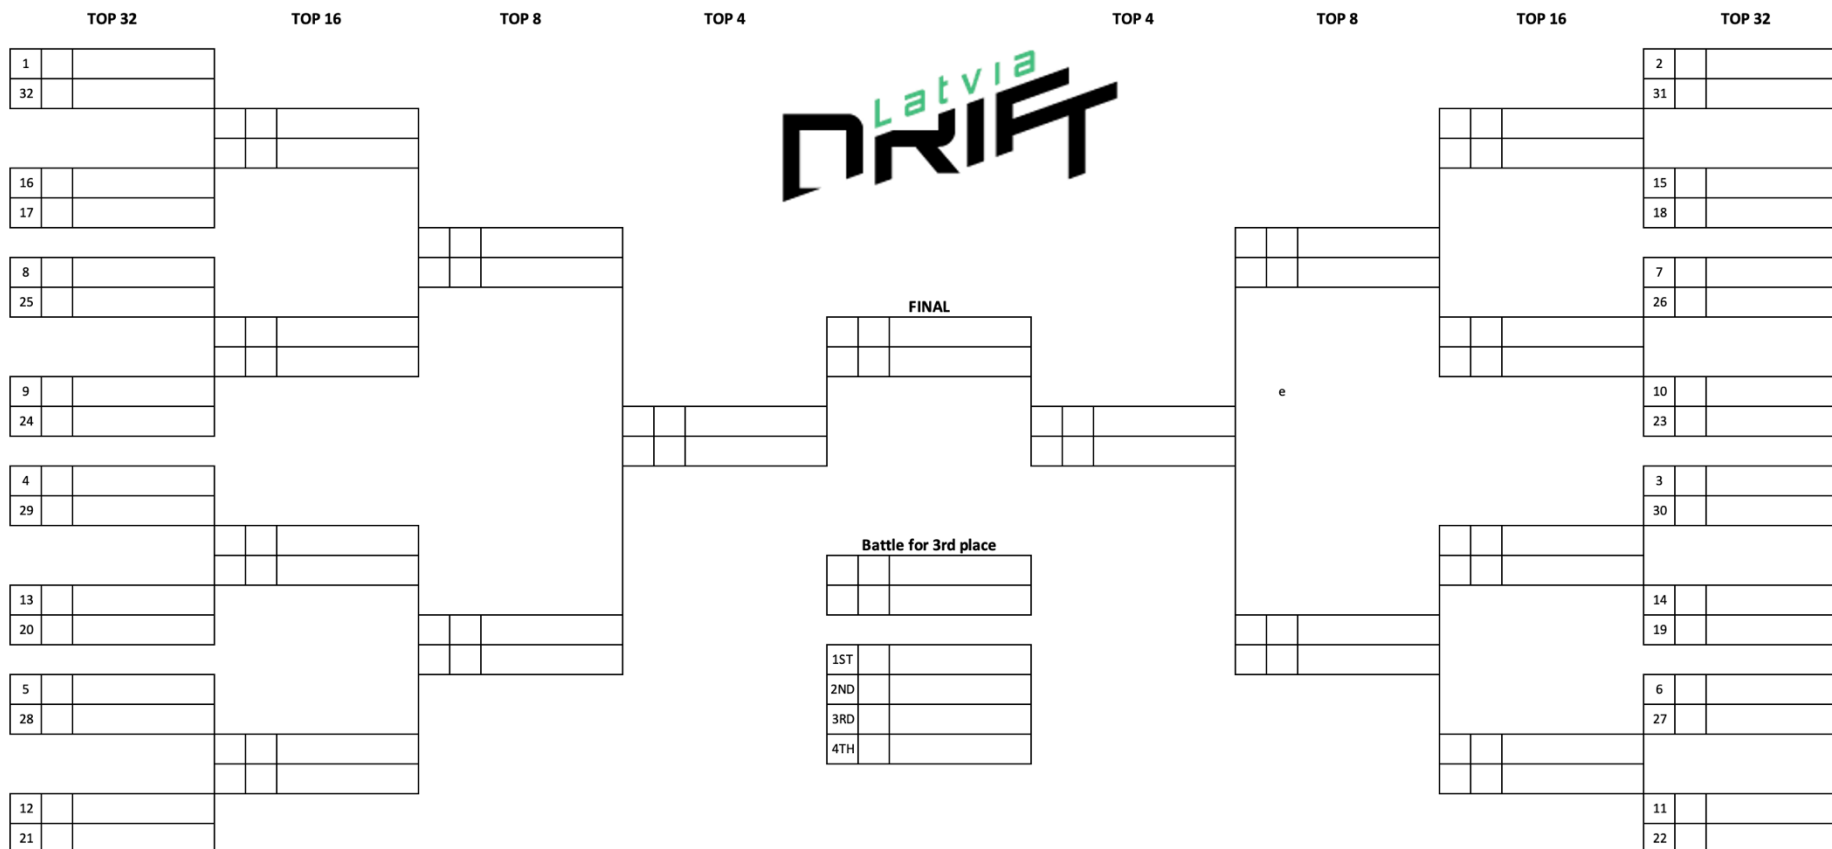 TOP 32 TOP 16 TOP 8 TOP 4 TOP 4 TOP 8 TOP 16 TOP 32
Latvia
DRIFT
1 2
32 31
16 15
17 18
8 7
25 26
FINAL
9 e 10
24 23
4 3
29 30
Battle for 3rd place
13 14
20 19
1ST
5 2ND 6
28 3RD 27
4TH
12 11
21 22